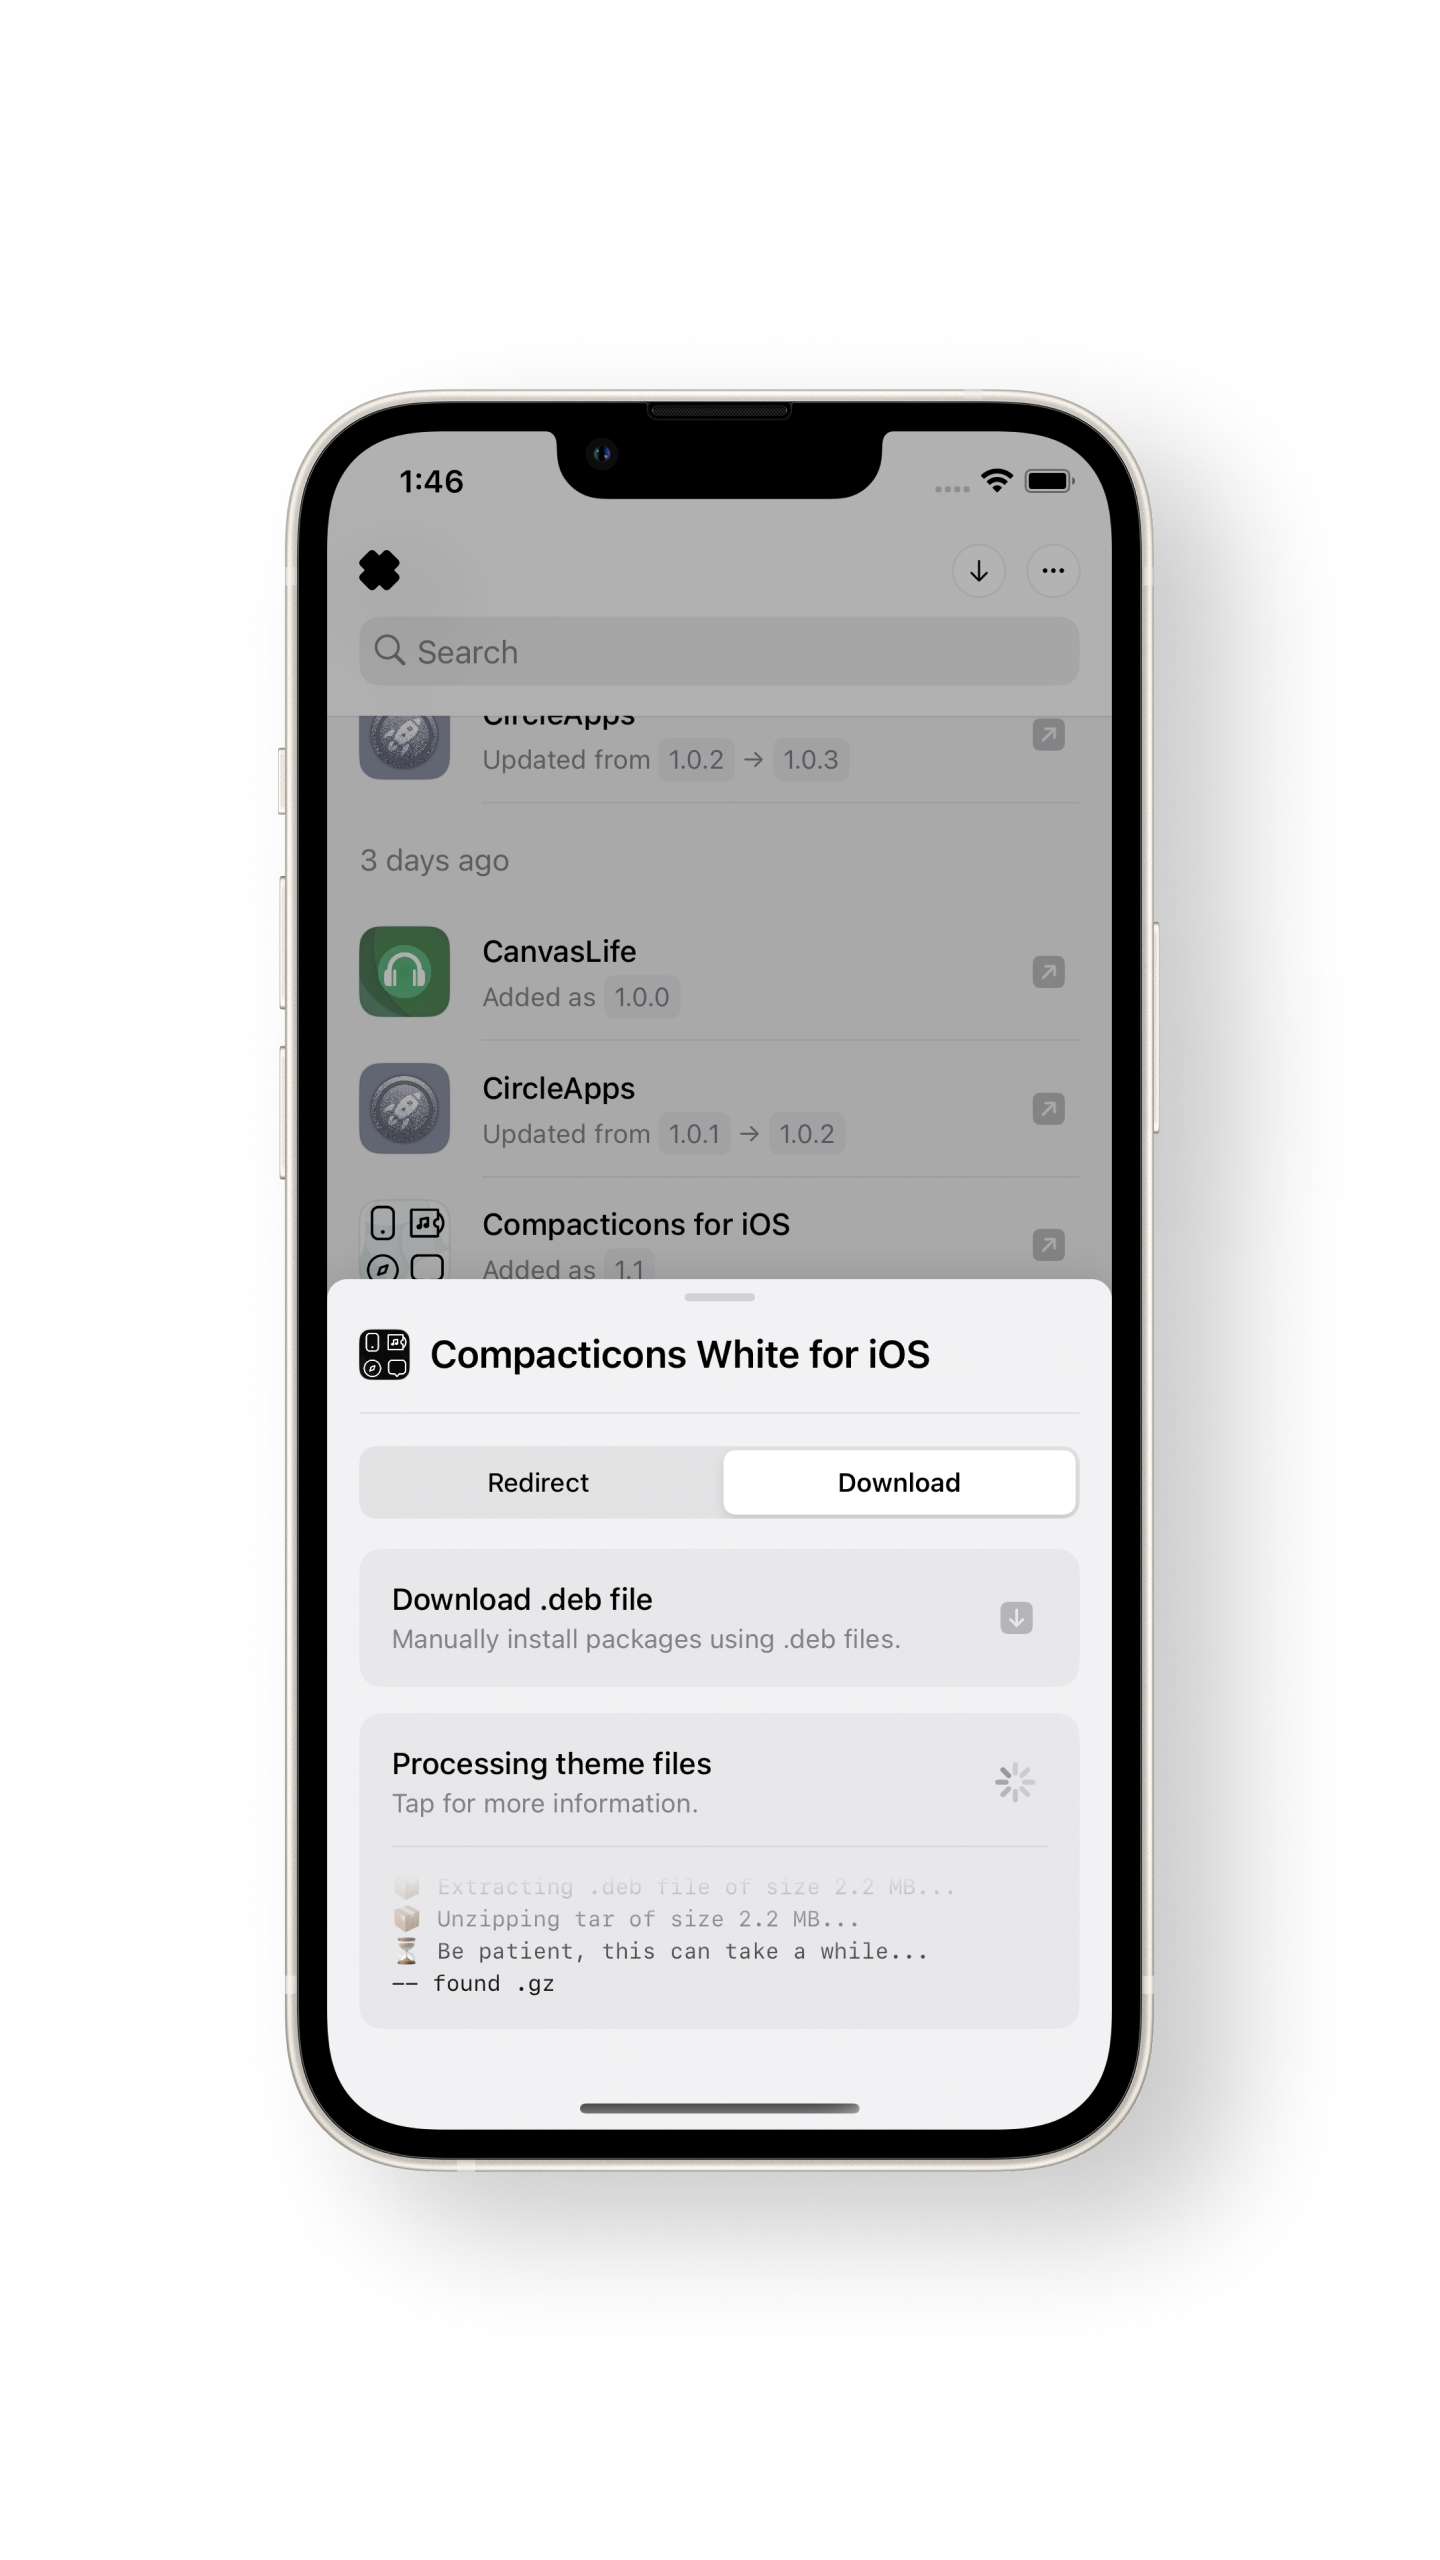 1:46
Search
CircleApps
Updated from 1.0.2 → 1.0.3
3 days ago
CanvasLife
Added as 1.0.0
CircleApps
Updated from 1.0.1 → 1.0.2
Compacticons for iOS
Added as 1.1
Compacticons White for iOS
Redirect Download
Download .deb file
Manually install packages using .deb files.
Processing theme files
Tap for more information.
📦 Extracting .deb file of size 2.2 MB...
📦 Unzipping tar of size 2.2 MB...
⏳ Be patient, this can take a while...
—— found .gz